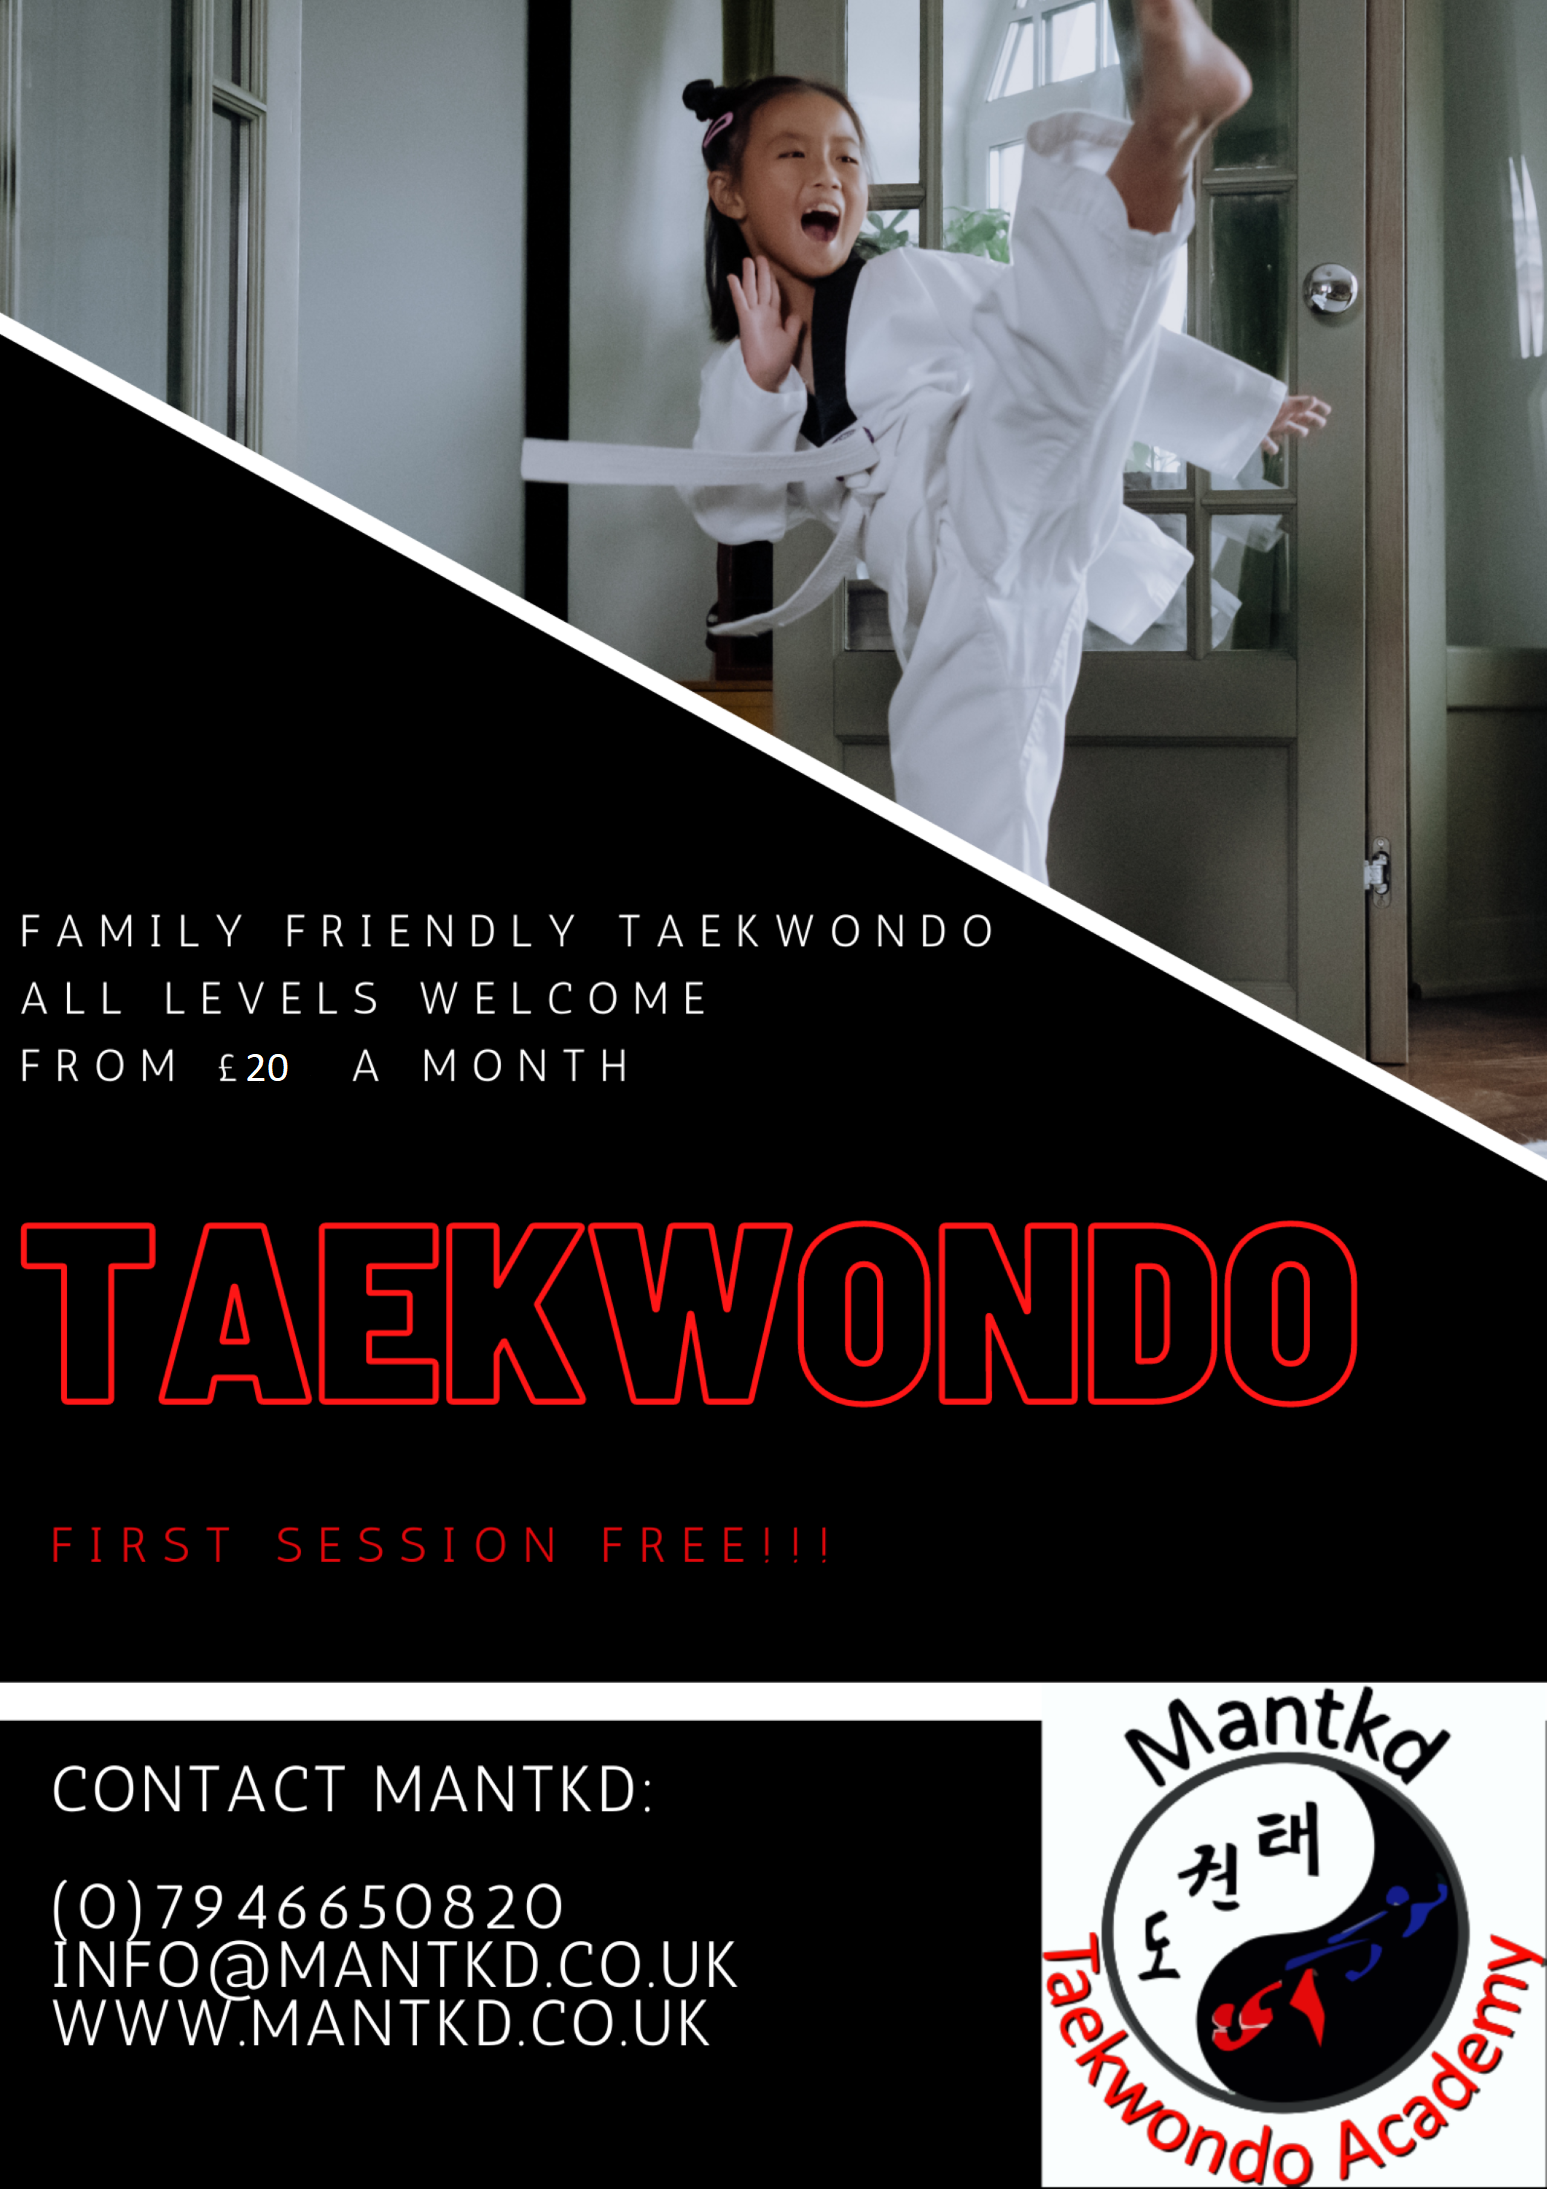 FAMILY FRIENDLY TAEKWONDO
ALL LEVELS WELCOME
FROM £20 A MONTH
TAEKWONDO
FIRST SESSION FREE!!!
CONTACT MANTKD:
(0)7946650820
INFO@MANTKD.CO.UK
WWW.MANTKD.CO.UK
Mantkd
태
권
도
Taekwondo Academy